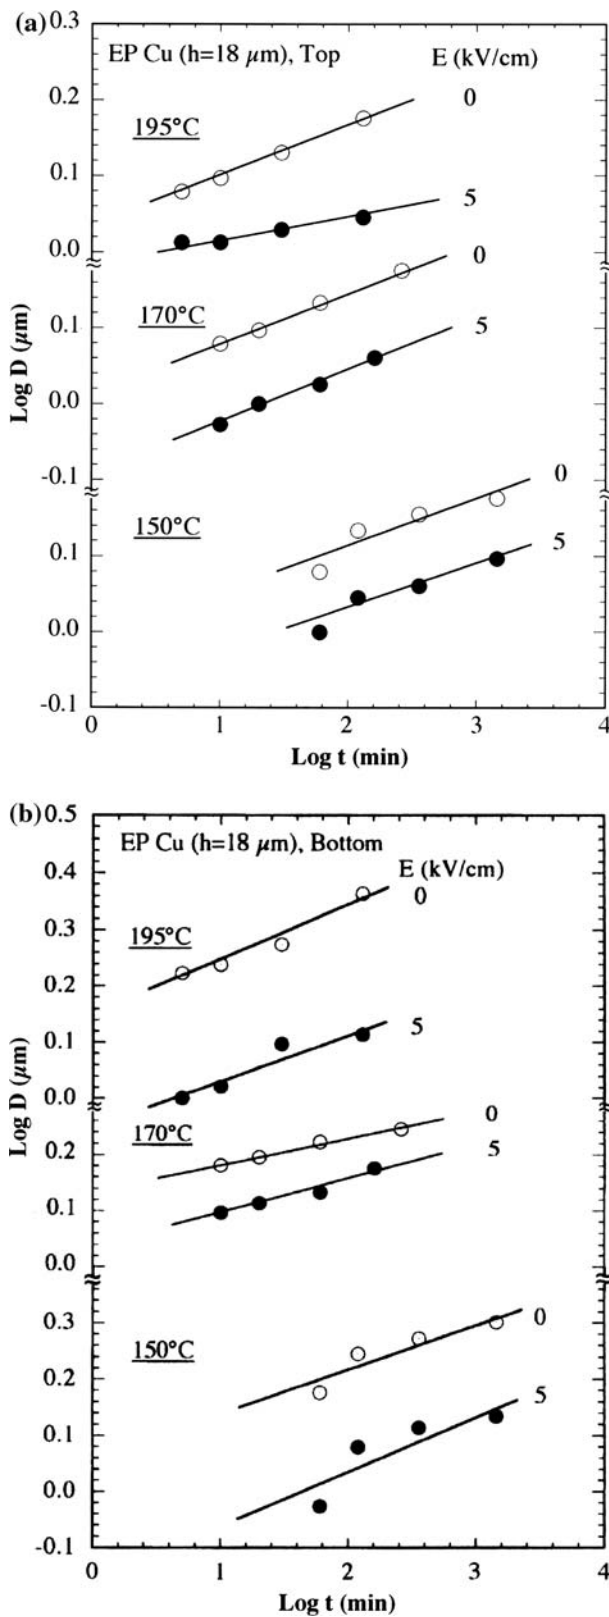 (a)
EP Cu (h=18 μm), Top
E (kV/cm)
0.3
0.2
0.1
0.0
0.1
0.0
-0.1
0.1
0.0
-0.1
195°C
0
5
170°C
0
5
150°C
0
5
Log D (μm)
0 1 2 3 4
Log t (min)
(b)
EP Cu (h=18 μm), Bottom
E (kV/cm)
0.5
0.4
0.3
0.2
0.1
0.0
0.2
0.1
0.0
0.3
0.2
0.1
0.0
-0.1
195°C
0
5
170°C
0
5
150°C
0
5
Log D (μm)
0 1 2 3 4
Log t (min)